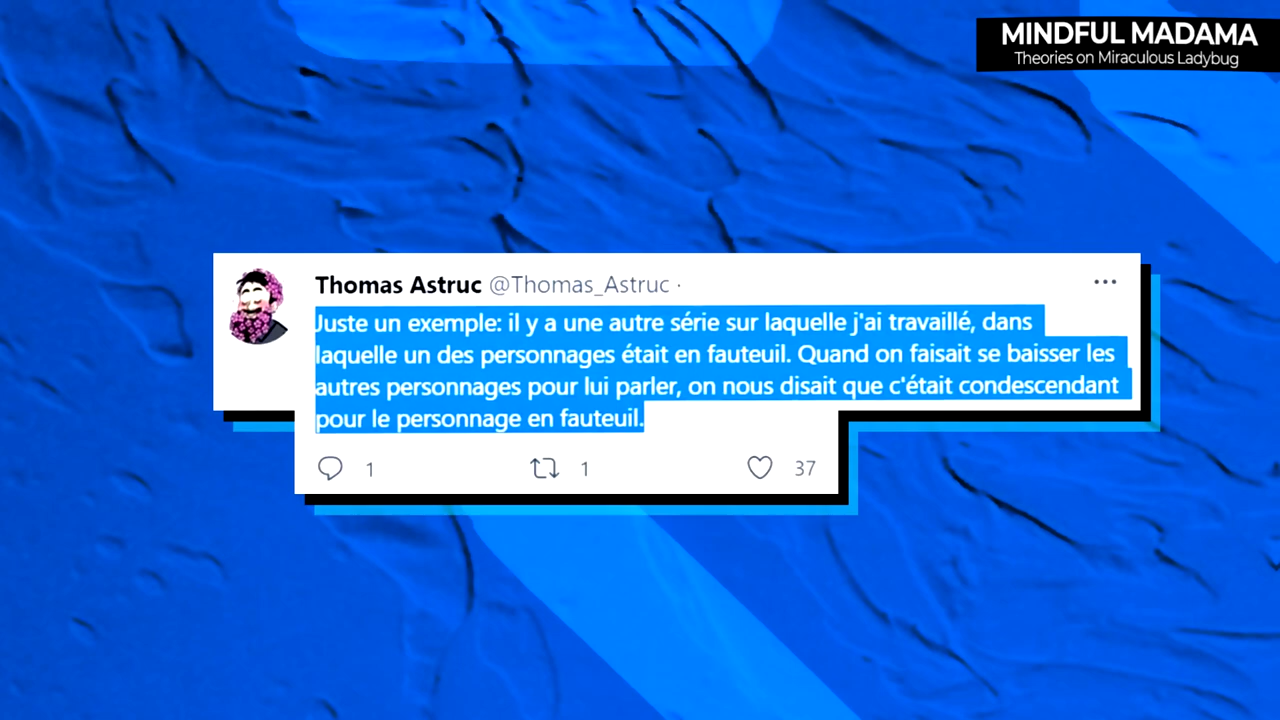 MINDFUL MADAMA
Theories on Miraculous Ladybug
Thomas Astruc @Thomas_Astruc ·
Juste un exemple: il y a une autre série sur laquelle j'ai travaillé, dans
laquelle un des personnages était en fauteuil. Quand on faisait se baisser les
autres personnages pour lui parler, on nous disait que c'était condescendant
pour le personnage en fauteuil.
1 1 37